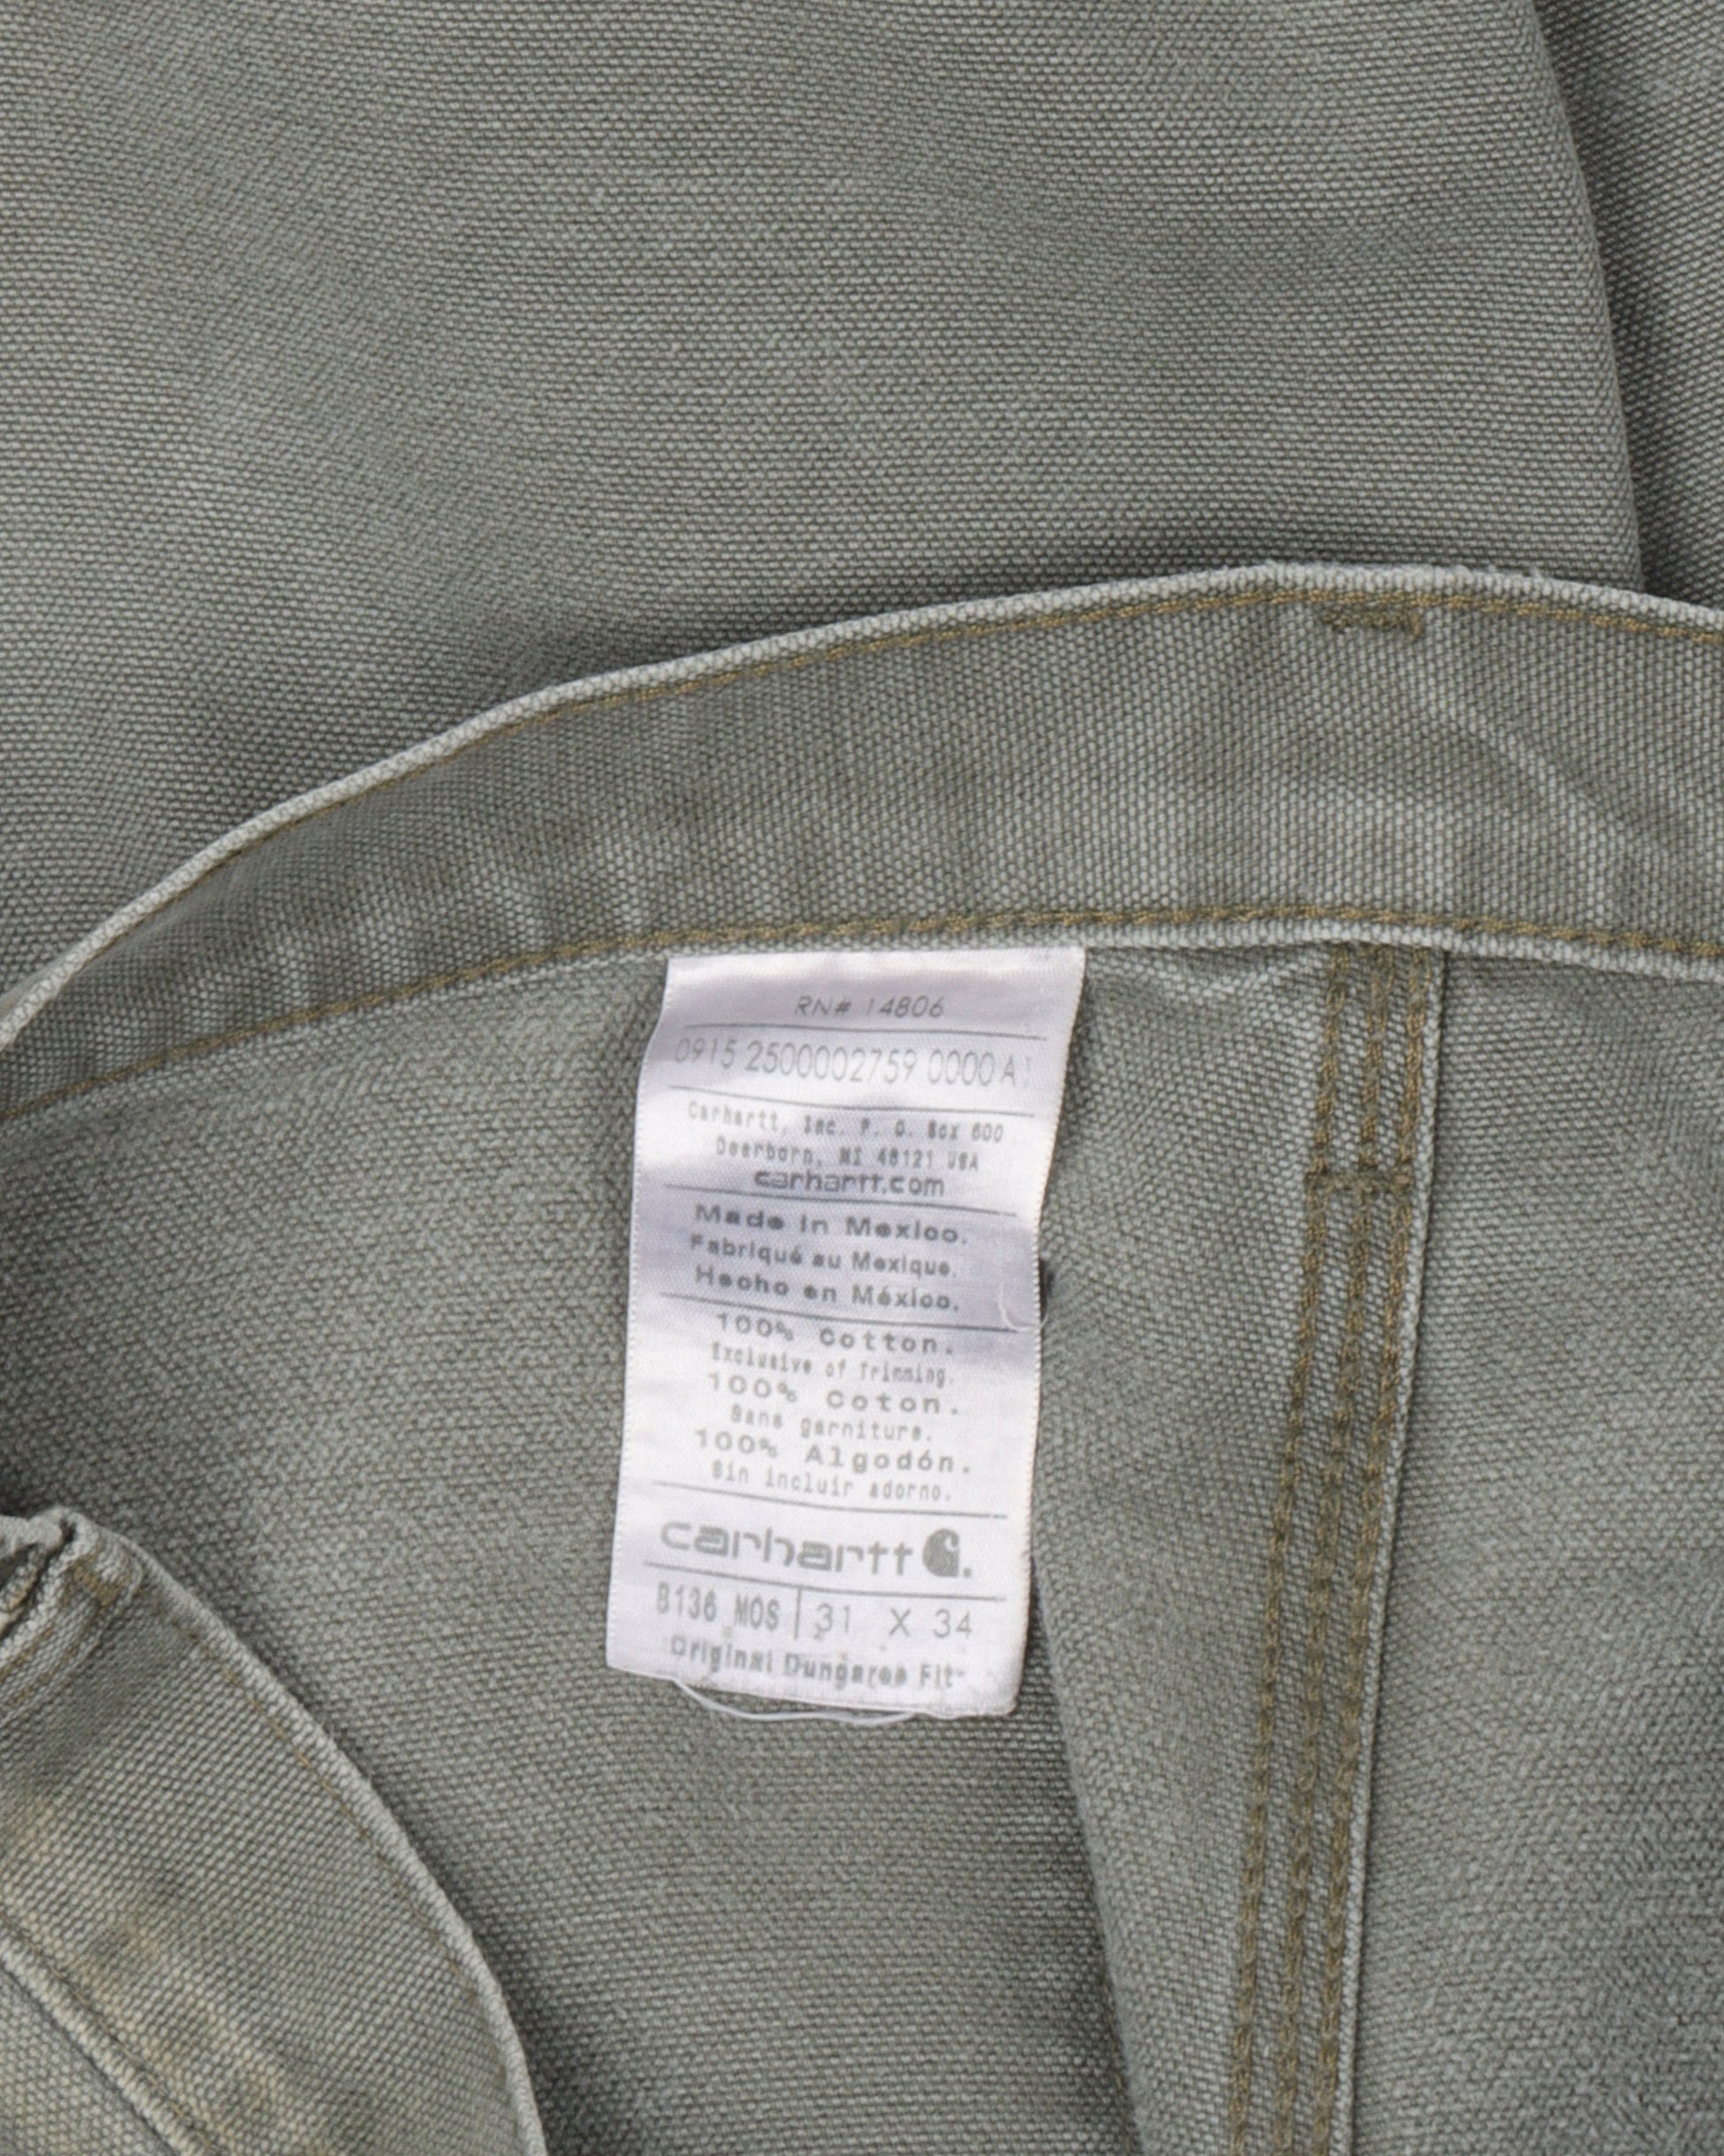 RN# 14806
0915 2500002759 0000 A
Carhartt, Inc. P. O. Box 600
Deerborn, MI 48121 USA
carhartt.com
Made in Mexico.
Fabriqué au Mexique.
Hecho en México.
100% Cotton.
Exclusive of Trimming.
100% Coton.
Sans garniture.
100% Algodón.
Sin incluir adorno.
carhartt
B136 MOS | 31 X 34
Original Dungaree Fit